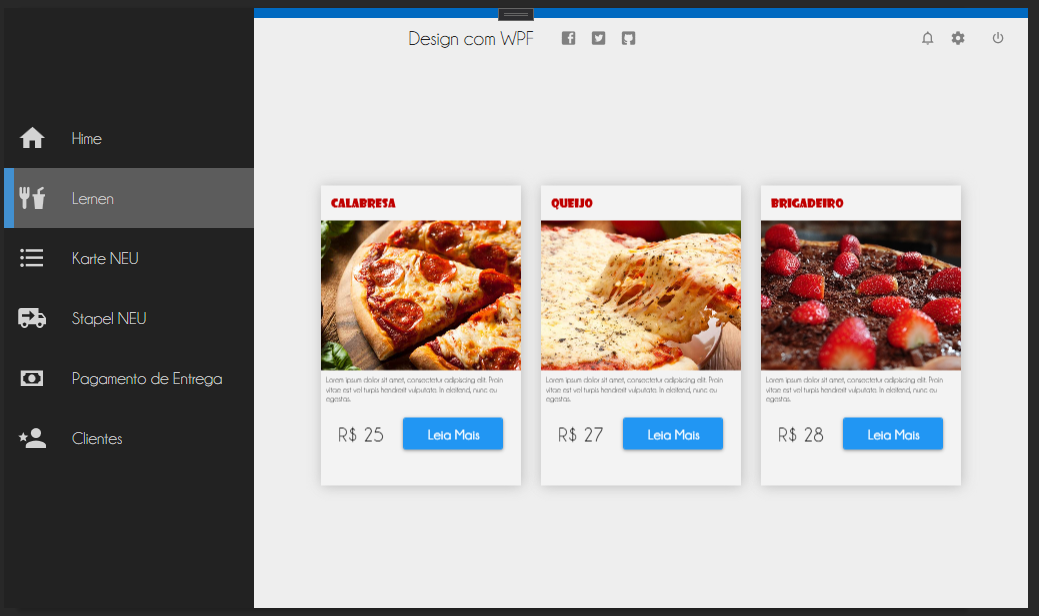 Design com WPF
Hime
Lernen
Karte NEU
Stapel NEU
Pagamento de Entrega
Clientes
CALABRESA
Lorem ipsum dolor sit amet, consectetur adipiscing elit. Proin
vitae est vel turpis hendrerit vulputate. In eleifend, nunc eu
egestas.
R$ 25
Leia Mais
QUEIJO
Lorem ipsum dolor sit amet, consectetur adipiscing elit. Proin
vitae est vel turpis hendrerit vulputate. In eleifend, nunc eu
egestas.
R$ 27
Leia Mais
BRIGADEIRO
Lorem ipsum dolor sit amet, consectetur adipiscing elit. Proin
vitae est vel turpis hendrerit vulputate. In eleifend, nunc eu
egestas.
R$ 28
Leia Mais